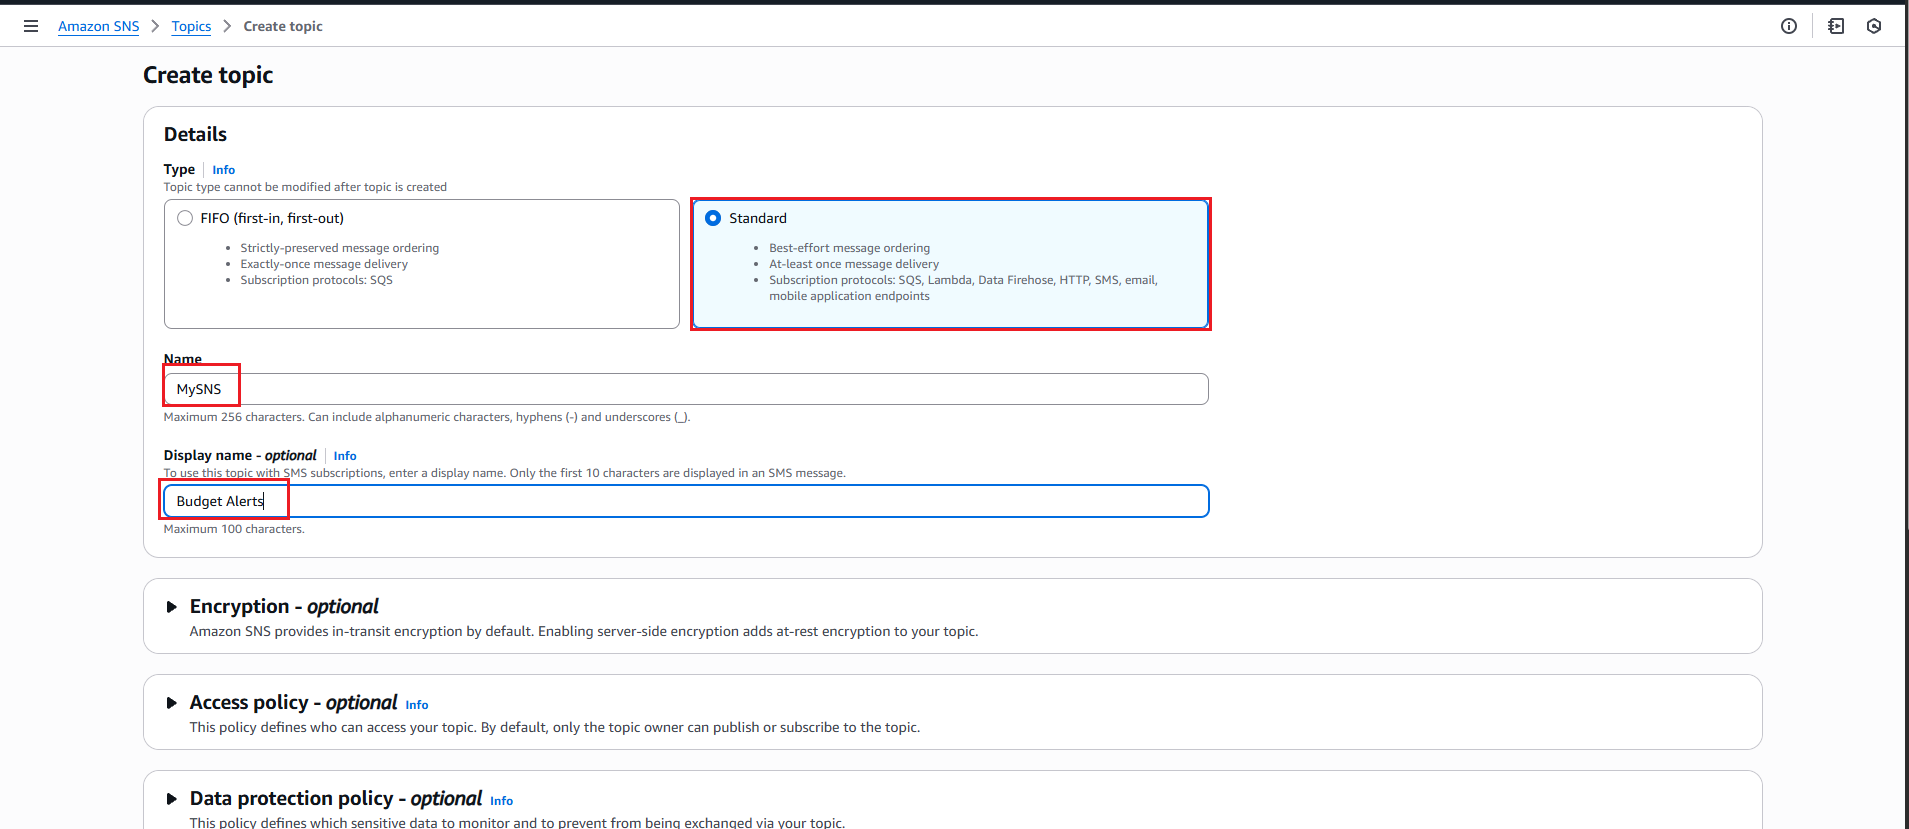 Amazon SNS > Topics > Create topic
Create topic
Details
Type Info
Topic type cannot be modified after topic is created
FIFO (first-in, first-out)
Strictly-preserved message ordering
Exactly-once message delivery
Subscription protocols: SQS
Standard
Best-effort message ordering
At-least once message delivery
Subscription protocols: SQS, Lambda, Data Firehose, HTTP, SMS, email,
mobile application endpoints
Name
MySNS
Maximum 256 characters. Can include alphanumeric characters, hyphens (-) and underscores (_).
Display name - optional Info
To use this topic with SMS subscriptions, enter a display name. Only the first 10 characters are displayed in an SMS message.
Budget Alerts
Maximum 100 characters.
Encryption - optional
Amazon SNS provides in-transit encryption by default. Enabling server-side encryption adds at-rest encryption to your topic.
Access policy - optional Info
This policy defines who can access your topic. By default, only the topic owner can publish or subscribe to the topic.
Data protection policy - optional Info
This policy defines which sensitive data to monitor and to prevent from being exchanged via your topic.